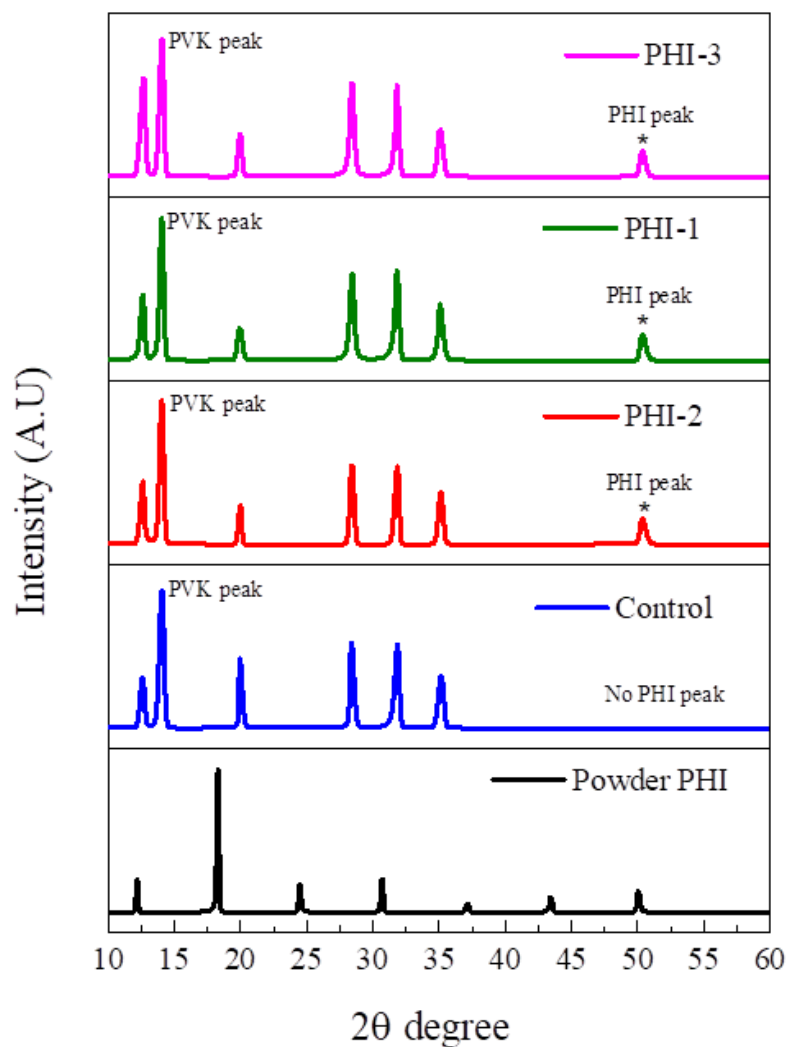 PVK peak
PHI-3
PHI peak
*
PVK peak
PHI-1
PHI peak
*
PVK peak
PHI-2
PHI peak
*
PVK peak
Control
No PHI peak
Powder PHI
Intensity (A.U)
10 15 20 25 30 35 40 45 50 55 60
2θ degree